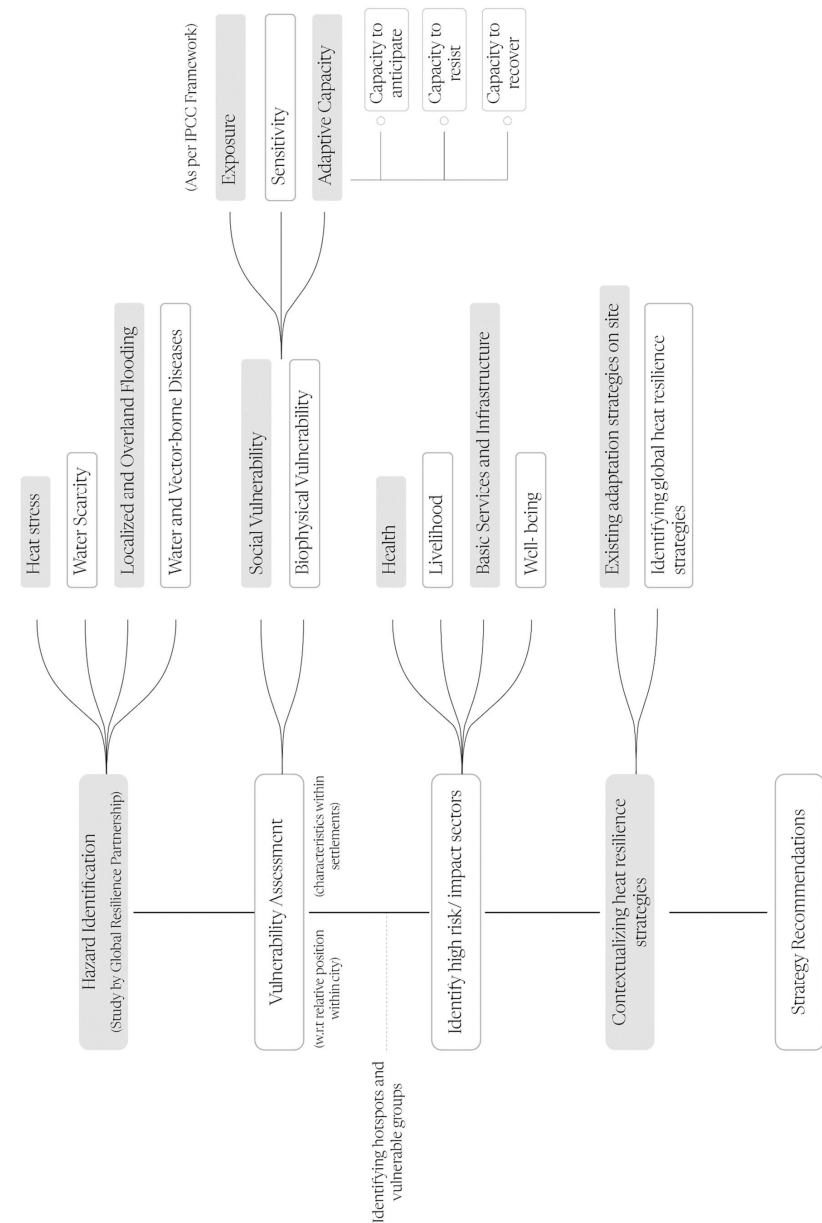 Hazard Identification
(Study by Global Resilience Partnership)
Heat stress
Water Scarcity
Localized and Overland Flooding
Water and Vector-borne Diseases
Vulnerability Assessment
(w.r.t relative position
within city)
(characteristics within
settlements)
Social Vulnerability
Biophysical Vulnerability
(As per IPCC Framework)
Exposure
Sensitivity
Adaptive Capacity
Capacity to
anticipate
Capacity to
resist
Capacity to
recover
Identifying hotspots and
vulnerable groups
Identify high risk/ impact sectors
Health
Livelihood
Basic Services and Infrastructure
Well- being
Contextualizing heat resilience
strategies
Existing adaptation strategies on site
Identifying global heat resilience
strategies
Strategy Recommendations